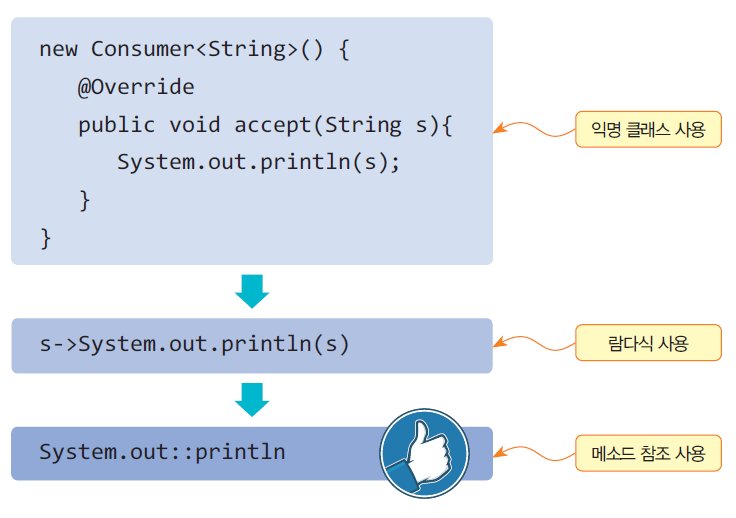 new Consumer<String>() {
@Override
public void accept(String s){
System.out.println(s);
}
}
익명 클래스 사용
s->System.out.println(s)
람다식 사용
System.out::println
메소드 참조 사용